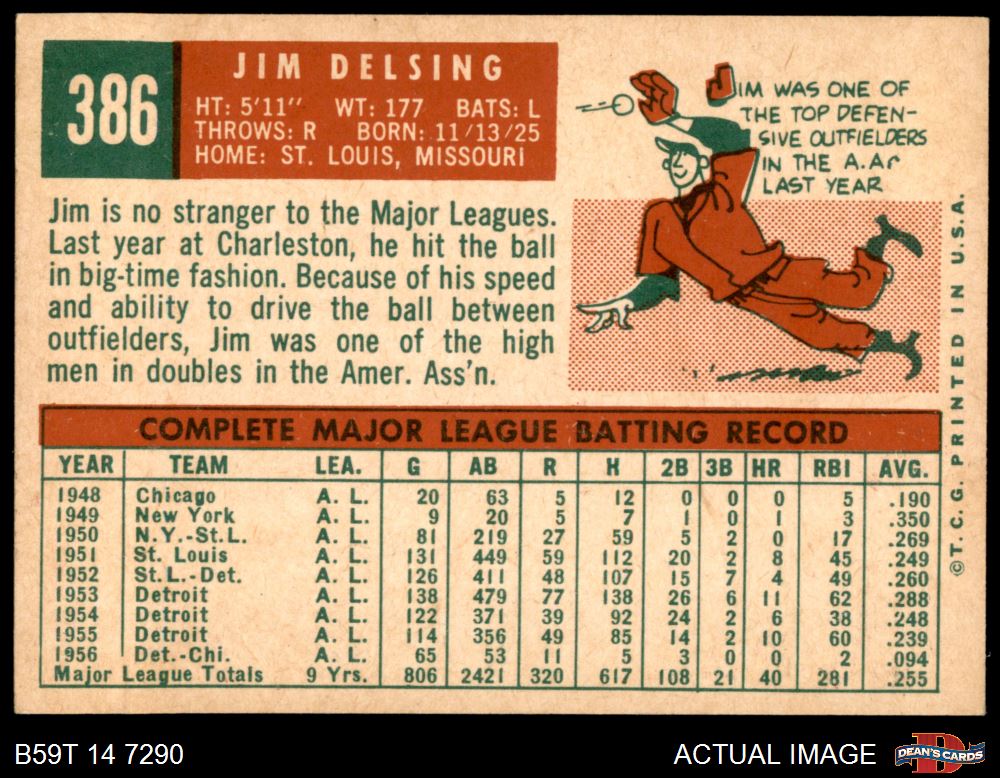 386
JIM DELSING
HT: 5'11" WT: 177 BATS: L
THROWS: R BORN: 11/13/25
HOME: ST. LOUIS, MISSOURI
JIM WAS ONE OF
THE TOP DEFEN-
SIVE OUTFIELDERS
IN THE A.A.
LAST YEAR
Jim is no stranger to the Major Leagues.
Last year at Charleston, he hit the ball
in big-time fashion. Because of his speed
and ability to drive the ball between
outfielders, Jim was one of the high
men in doubles in the Amer. Ass'n.
COMPLETE MAJOR LEAGUE BATTING RECORD
YEAR TEAM LEA. G AB R H 2B 3B HR RBI AVG.
1948 Chicago A. L. 20 63 5 12 0 0 0 5 .190
1949 New York A. L. 9 20 5 7 1 0 1 3 .350
1950 N.Y.-St.L. A. L. 81 219 27 59 5 2 0 17 .269
1951 St. Louis A. L. 131 449 59 112 20 2 8 45 .249
1952 St.L.-Det. A. L. 126 411 48 107 15 7 4 49 .260
1953 Detroit A. L. 138 479 77 138 26 6 11 62 .288
1954 Detroit A. L. 122 371 39 92 24 2 6 38 .248
1955 Detroit A. L. 114 356 49 85 14 2 10 60 .239
1956 Det.-Chi. A. L. 65 53 11 5 3 0 0 2 .094
Major League Totals 9 Yrs. 806 2421 320 617 108 21 40 281 .255
©T. C. G. PRINTED IN U.S.A.
B59T 14 7290
ACTUAL IMAGE
DEAN'S CARDS